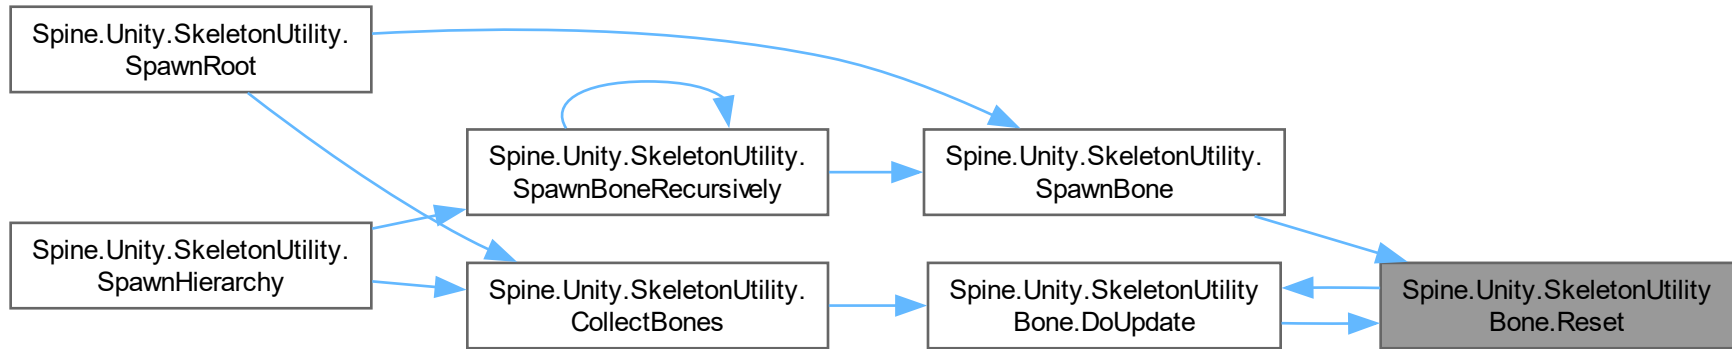 Spine.Unity.SkeletonUtility.
SpawnRoot
Spine.Unity.SkeletonUtility.
SpawnBoneRecursively
Spine.Unity.SkeletonUtility.
SpawnBone
Spine.Unity.SkeletonUtility.
SpawnHierarchy
Spine.Unity.SkeletonUtility.
CollectBones
Spine.Unity.SkeletonUtility
Bone.DoUpdate
Spine.Unity.SkeletonUtility
Bone.Reset